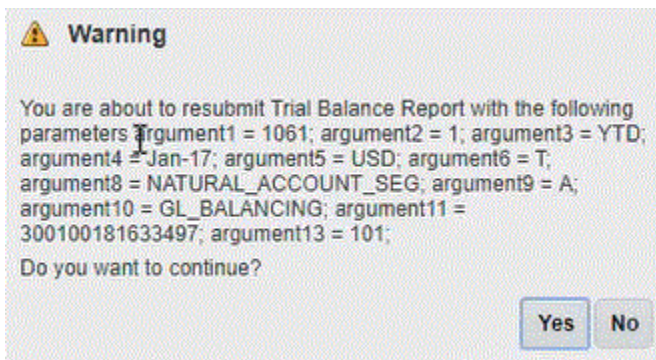 Warning
You are about to resubmit Trial Balance Report with the following
parameters argument1 = 1061; argument2 = 1; argument3 = YTD;
argument4 = Jan-17; argument5 = USD; argument6 = T;
argument8 = NATURAL_ACCOUNT_SEG; argument9 = A;
argument10 = GL_BALANCING; argument11 =
300100181633497; argument13 = 101;
Do you want to continue?
Yes No